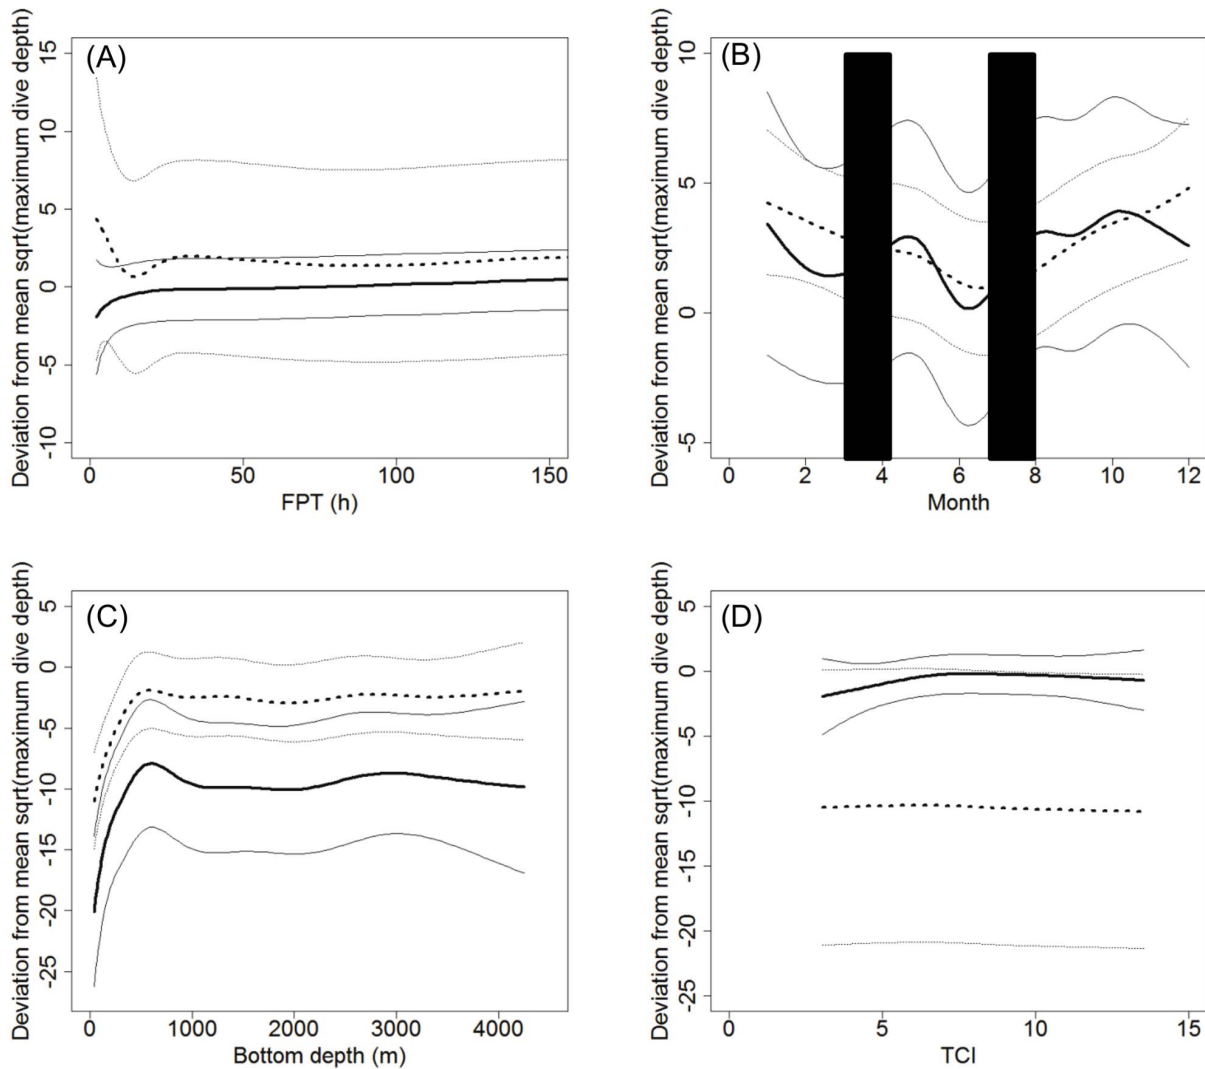 (A)
Deviation from mean sqrt(maximum dive depth)
15
10
5
0
-5
-10
0 50 100 150
FPT (h)
(B)
Deviation from mean sqrt(maximum dive depth)
10
5
0
-5
0 2 4 6 8 10 12
Month
(C)
Deviation from mean sqrt(maximum dive depth)
5
0
-5
-10
-15
-20
-25
0 1000 2000 3000 4000
Bottom depth (m)
(D)
Deviation from mean sqrt(maximum dive depth)
5
0
-5
-10
-15
-20
-25
0 5 10 15
TCI